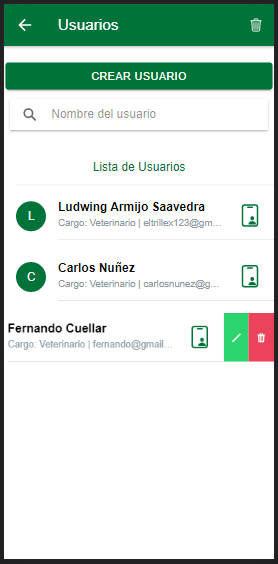 Usuarios
CREAR USUARIO
Nombre del usuario
Lista de Usuarios
L
Ludwing Armijo Saavedra
Cargo: Veterinario | eltrillex123@gm...
C
Carlos Nuñez
Cargo: Veterinario | carlosnunez@g...
Fernando Cuellar
Cargo: Veterinario | fernando@gmail...